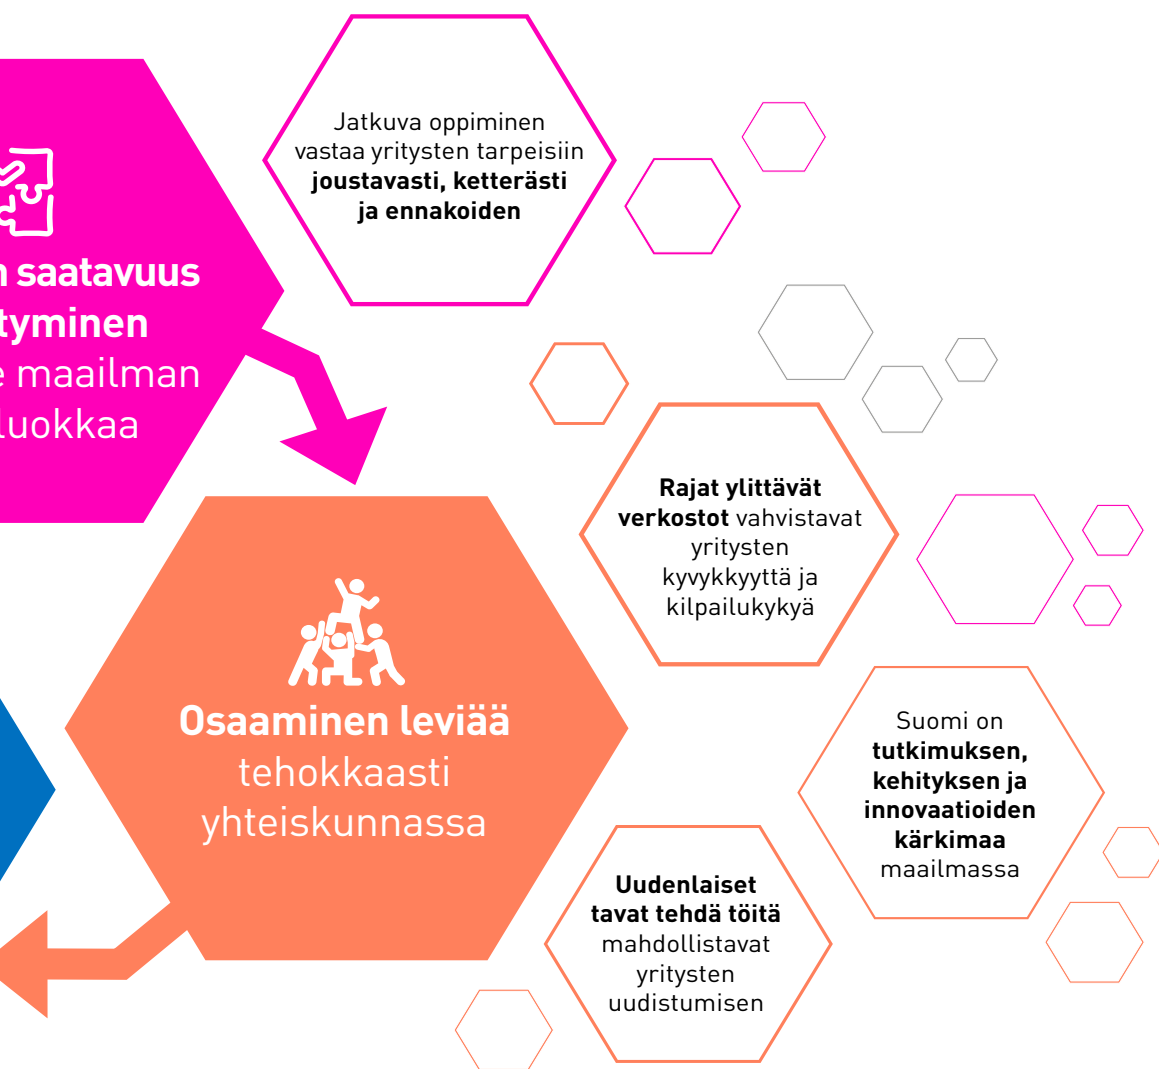 Jatkuva oppiminen
vastaa yritysten tarpeisiin
joustavasti, ketterästi
ja ennakoiden
saatavuus
maailman
Rajat ylittävät
verkostot vahvistavat
yritysten
kyvykkyyttä ja
kilpailukykyä
Osaaminen leviää
tehokkaasti
yhteiskunnassa
Suomi on
tutkimuksen,
kehityksen ja
innovaatioiden
kärkimaa
maailmassa
Uudenlaiset
tavat tehdä töitä
mahdollistavat
yritysten
uudistumisen